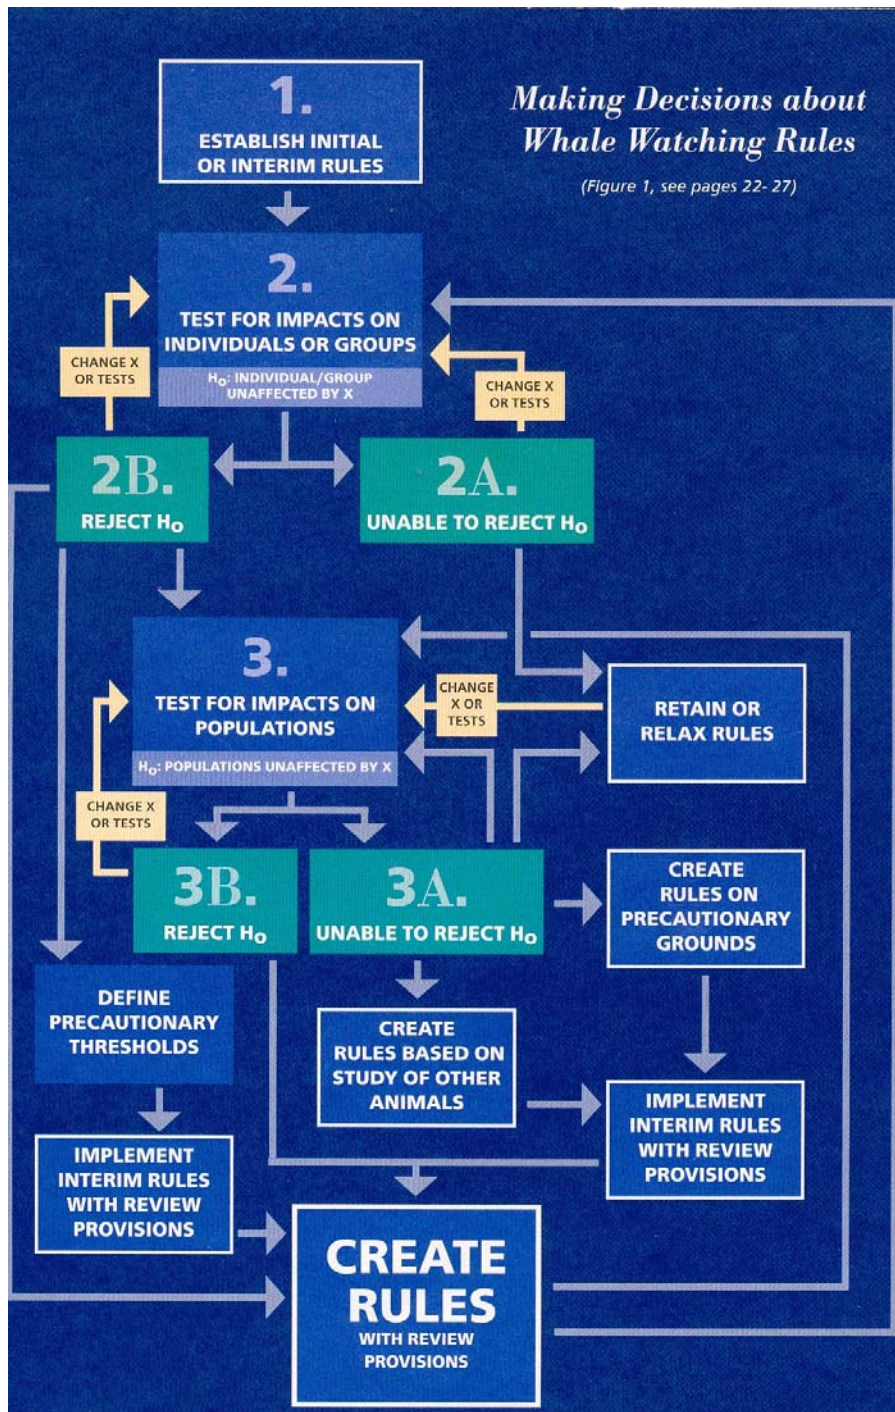 Making Decisions about
Whale Watching Rules
(Figure 1, see pages 22- 27)
1.
ESTABLISH INITIAL
OR INTERIM RULES
2.
TEST FOR IMPACTS ON
INDIVIDUALS OR GROUPS
Ho: INDIVIDUAL/GROUP
UNAFFECTED BY X
CHANGE X
OR TESTS
CHANGE X
OR TESTS
2B.
REJECT Ho
2A.
UNABLE TO REJECT Ho
3.
TEST FOR IMPACTS ON
POPULATIONS
Ho: POPULATIONS UNAFFECTED BY X
CHANGE
X OR
TESTS
RETAIN OR
RELAX RULES
CHANGE X
OR TESTS
3B.
REJECT Ho
3A.
UNABLE TO REJECT Ho
CREATE
RULES ON
PRECAUTIONARY
GROUNDS
DEFINE
PRECAUTIONARY
THRESHOLDS
CREATE
RULES BASED ON
STUDY OF OTHER
ANIMALS
IMPLEMENT
INTERIM RULES
WITH REVIEW
PROVISIONS
IMPLEMENT
INTERIM RULES
WITH REVIEW
PROVISIONS
CREATE
RULES
WITH REVIEW
PROVISIONS